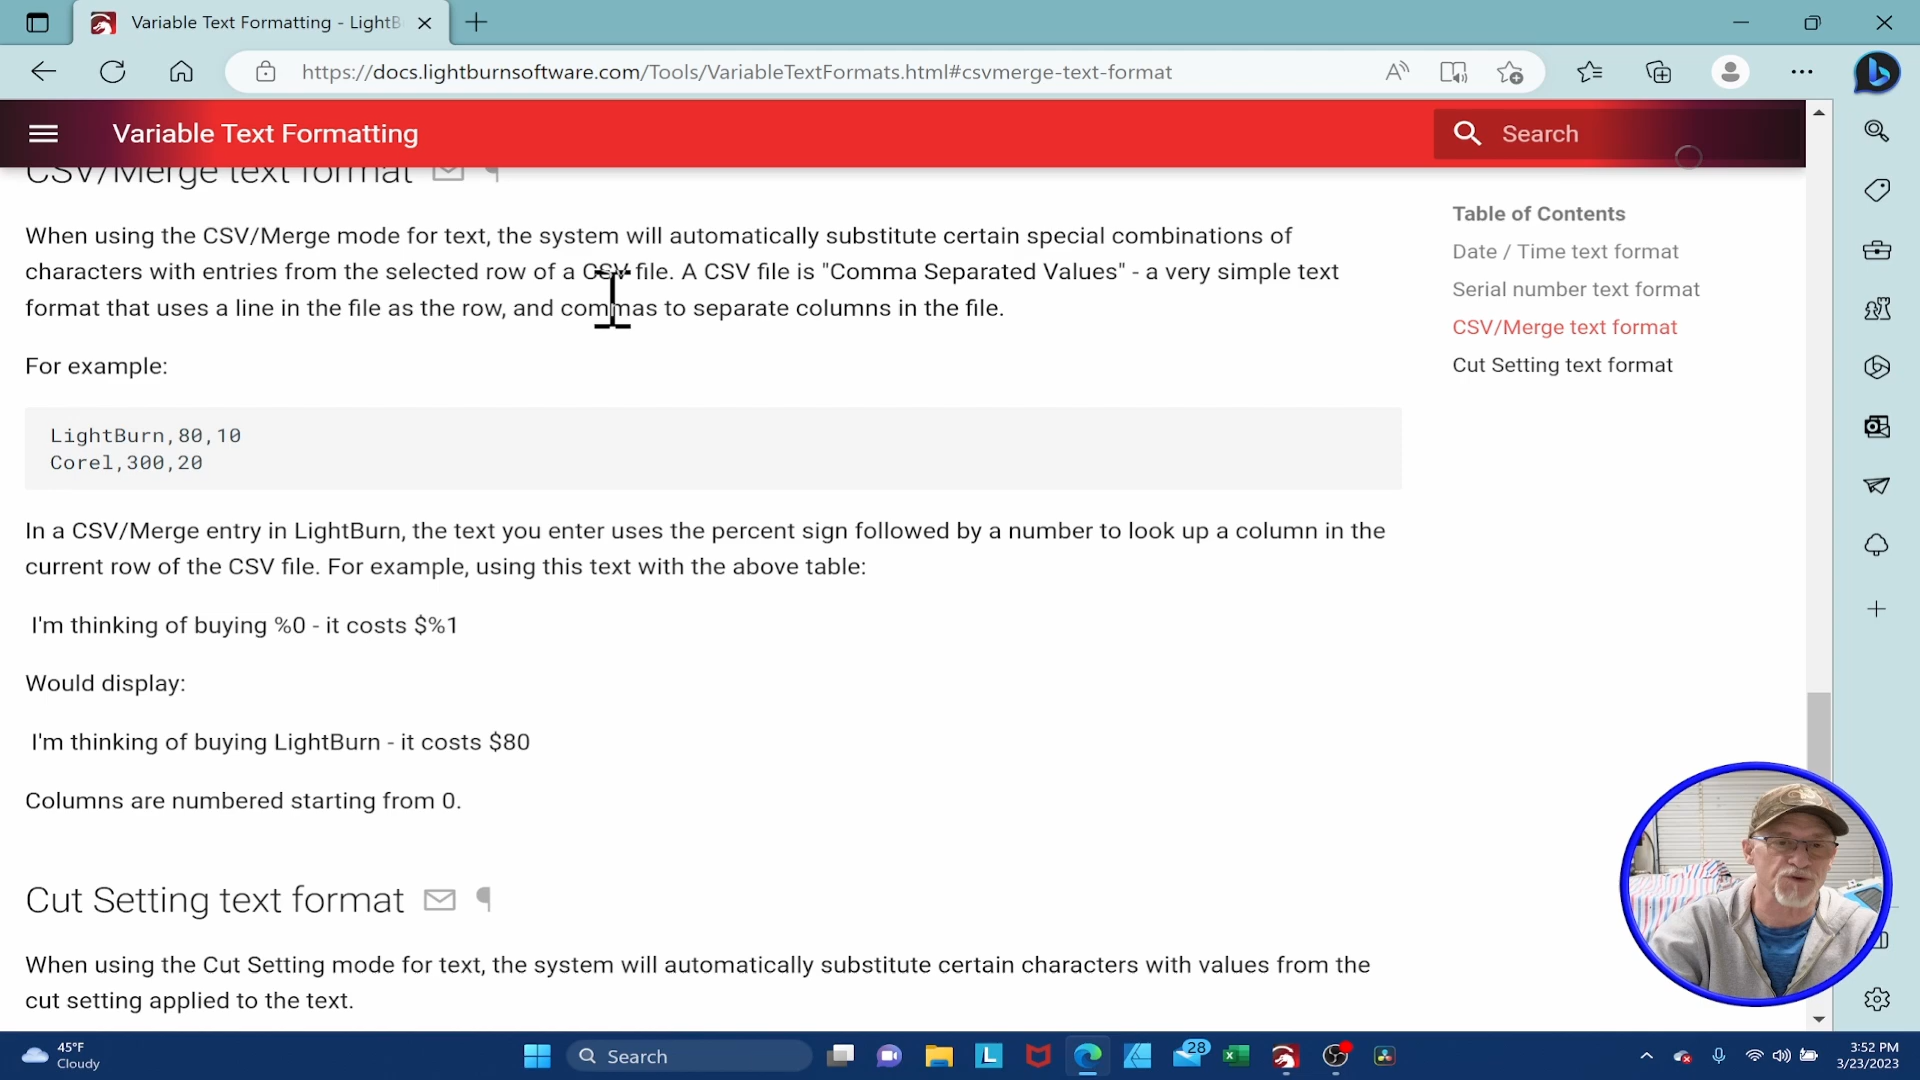 Variable Text Formatting - LightB
https://docs.lightburnsoftware.com/Tools/VariableTextFormats.html#csvmerge-text-format
Variable Text Formatting
Search
CSV/Merge text format
When using the CSV/Merge mode for text, the system will automatically substitute certain special combinations of
characters with entries from the selected row of a CSV file. A CSV file is "Comma Separated Values" - a very simple text
format that uses a line in the file as the row, and commas to separate columns in the file.
For example:
LightBurn,80,10
Corel,300,20
In a CSV/Merge entry in LightBurn, the text you enter uses the percent sign followed by a number to look up a column in the
current row of the CSV file. For example, using this text with the above table:
I'm thinking of buying %0 - it costs $%1
Would display:
I'm thinking of buying LightBurn - it costs $80
Columns are numbered starting from 0.
Cut Setting text format
When using the Cut Setting mode for text, the system will automatically substitute certain characters with values from the
cut setting applied to the text.
Table of Contents
Date / Time text format
Serial number text format
CSV/Merge text format
Cut Setting text format
45°F
Cloudy
Search
28
3:52 PM
3/23/2023